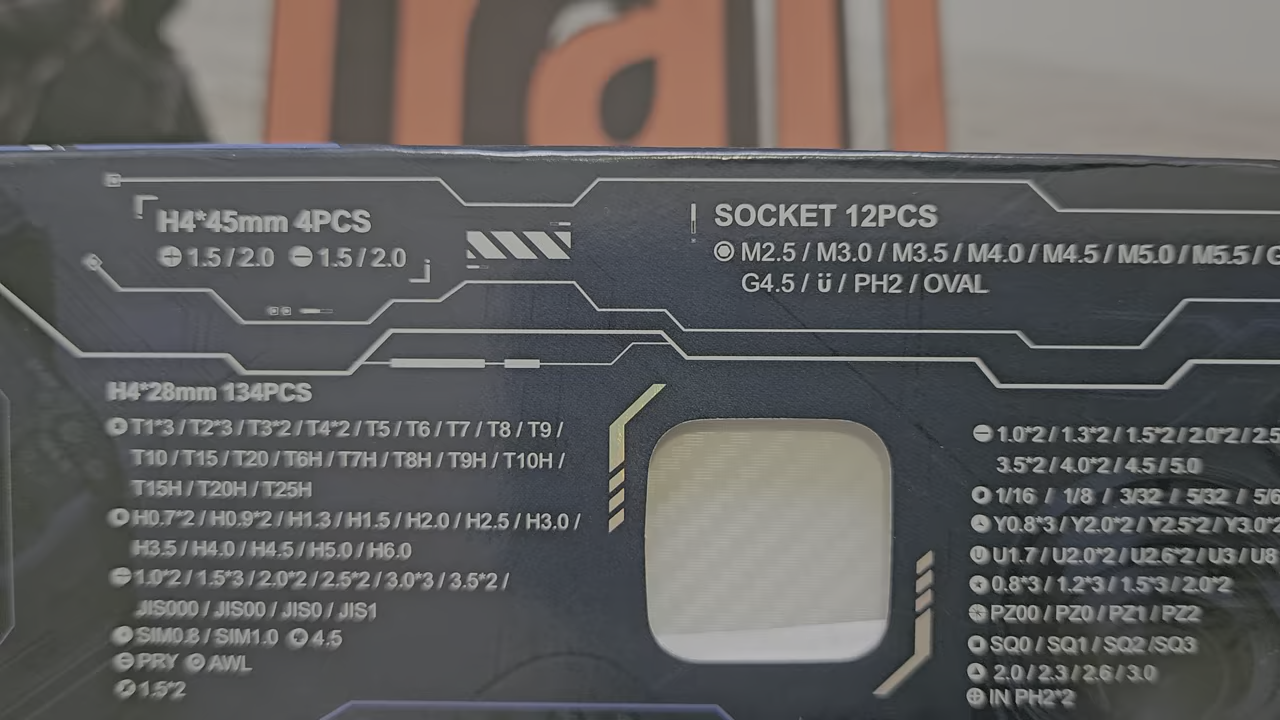 rai
H4*45mm 4PCS
1.5 / 2.0 1.5 / 2.0
SOCKET 12PCS
M2.5 / M3.0 / M3.5 / M4.0 / M4.5 / M5.0 / M5.5 / G
G4.5 / ü / PH2 / OVAL
H4*28mm 134PCS
T1*3 / T2*3 / T3*2 / T4*2 / T5 / T6 / T7 / T8 / T9 /
T10 / T15 / T20 / T6H / T7H / T8H / T9H / T10H /
T15H / T20H / T25H
H0.7*2 / H0.9*2 / H1.3 / H1.5 / H2.0 / H2.5 / H3.0 /
H3.5 / H4.0 / H4.5 / H5.0 / H6.0
1.0*2 / 1.5*3 / 2.0*2 / 2.5*2 / 3.0*3 / 3.5*2 /
JIS000 / JIS00 / JIS0 / JIS1
SIM0.8 / SIM1.0 4.5
PRY AWL
1.5*2
1.0*2 / 1.3*2 / 1.5*2 / 2.0*2 / 2.5
3.5*2 / 4.0*2 / 4.5 / 5.0
1/16 / 1/8 / 3/32 / 5/32 / 5/6
Y0.8*3 / Y2.0*2 / Y2.5*2 / Y3.0*2
U1.7 / U2.0*2 / U2.6*2 / U3 / U8
0.8*3 / 1.2*3 / 1.5*3 / 2.0*2
PZ00 / PZ0 / PZ1 / PZ2
SQ0 / SQ1 / SQ2 /SQ3
2.0 / 2.3 / 2.6 / 3.0
IN PH2*2